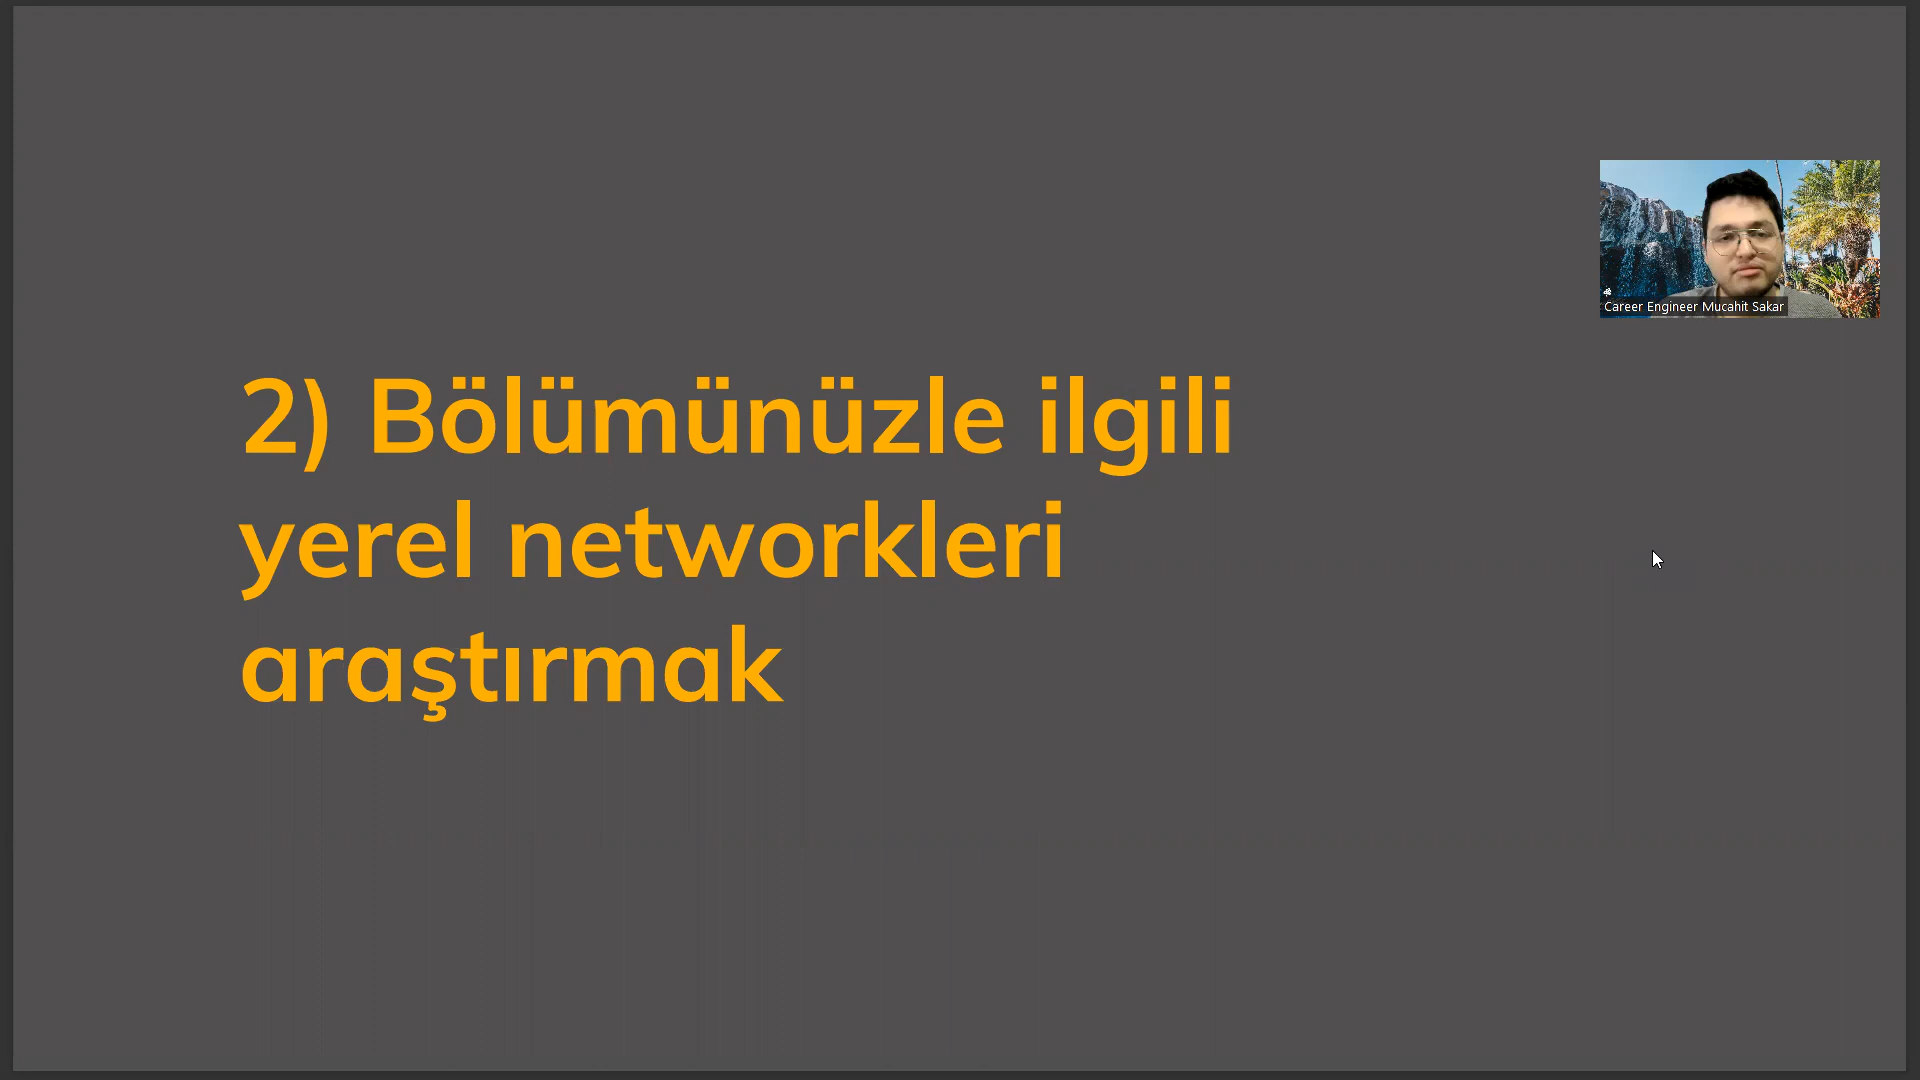 Career Engineer Mucahit Sakar
2) Bölümünüzle ilgili
yerel networkleri
araştırmak